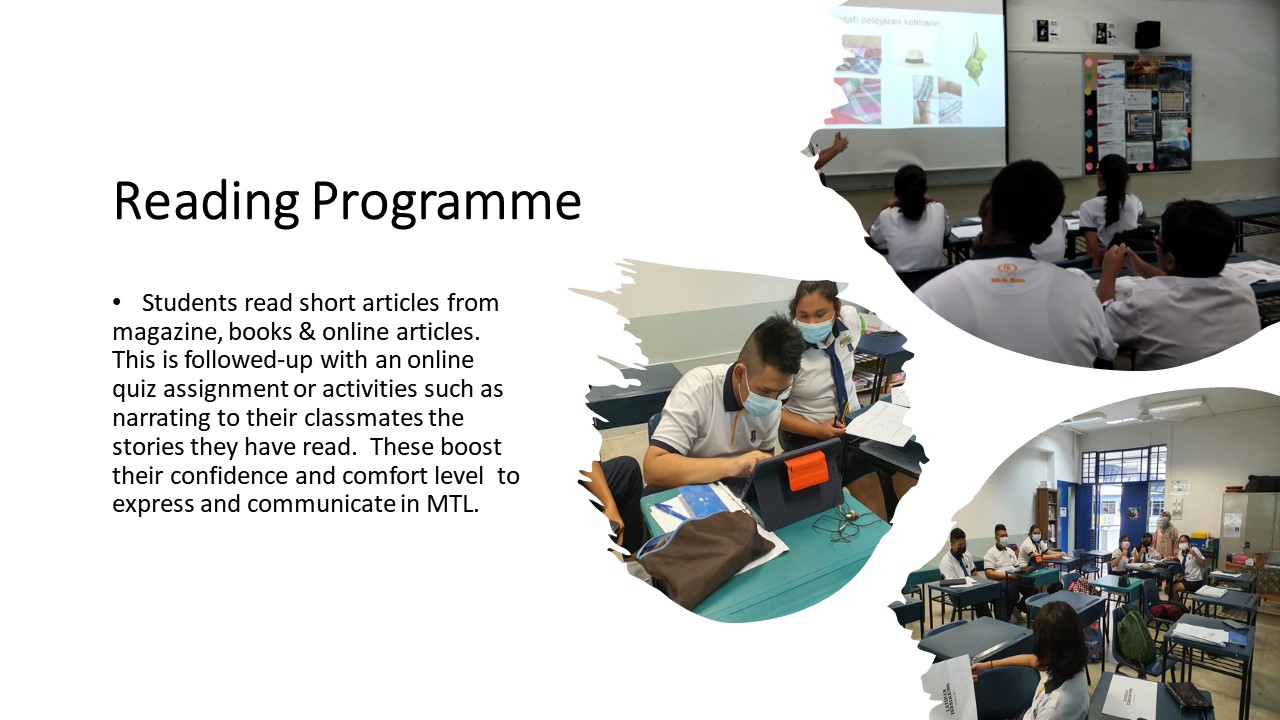 Reading Programme
• Students read short articles from
magazine, books & online articles.
This is followed-up with an online
quiz assignment or activities such as
narrating to their classmates the
stories they have read.  These boost
their confidence and comfort level  to
express and communicate in MTL.
pelajaran kelmarin...